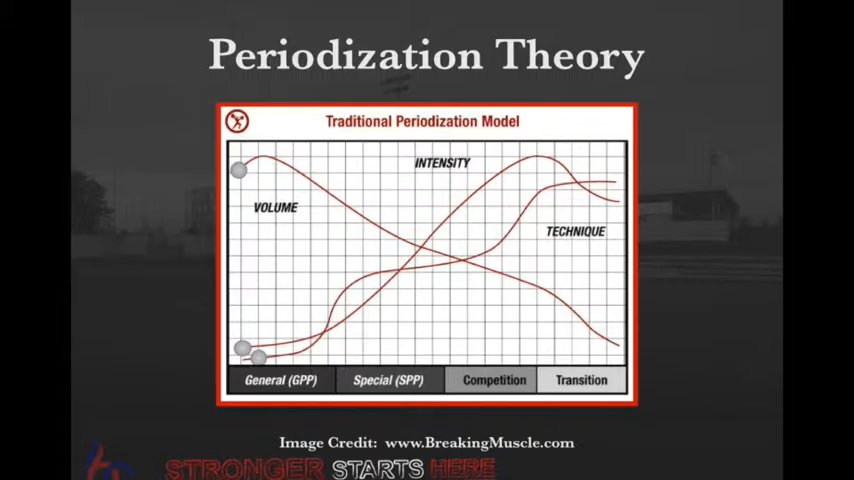 Periodization Theory
Traditional Periodization Model
INTENSITY
VOLUME
TECHNIQUE
General (GPP) Special (SPP) Competition Transition
Image Credit: www.BreakingMuscle.com
STRONGER STARTS HERE